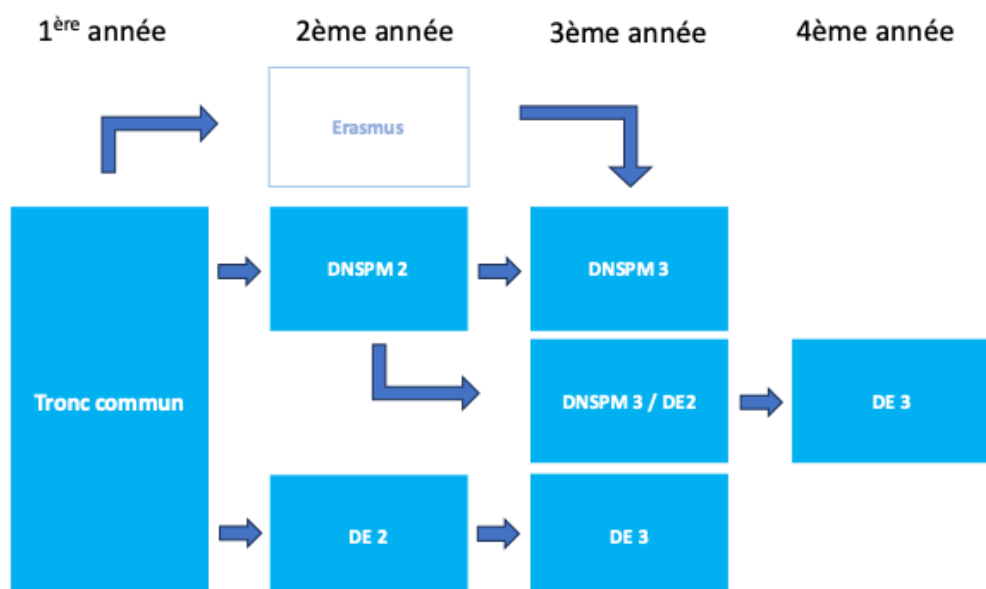 1ère année
2ème année
3ème année
4ème année
Erasmus
DNSPM 2
DNSPM 3
Tronc commun
DNSPM 3 / DE2
DE 3
DE 2
DE 3